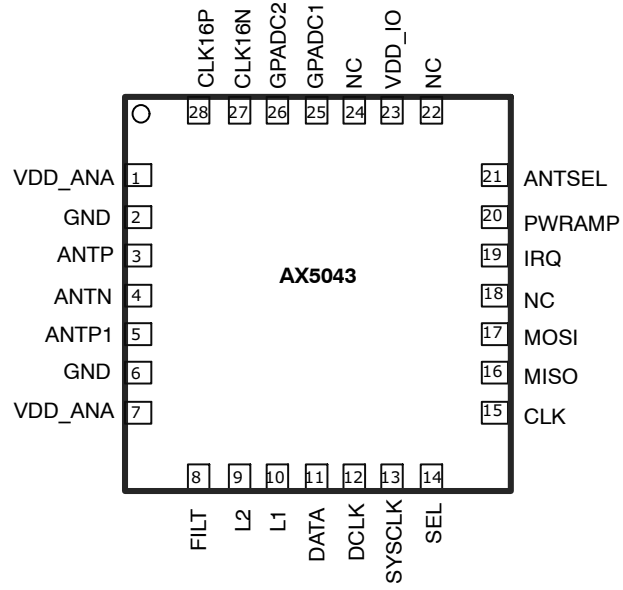 CLK16P
CLK16N
GPADC2
GPADC1
NC
VDD_IO
NC
28
27
26
25
24
23
22
VDD_ANA
1
GND
2
ANTP
3
ANTN
4
ANTP1
5
GND
6
VDD_ANA
7
AX5043
21
ANTSEL
20
PWRAMP
19
IRQ
18
NC
17
MOSI
16
MISO
15
CLK
8
9
10
11
12
13
14
FILT
L2
L1
DATA
DCLK
SYSCLK
SEL